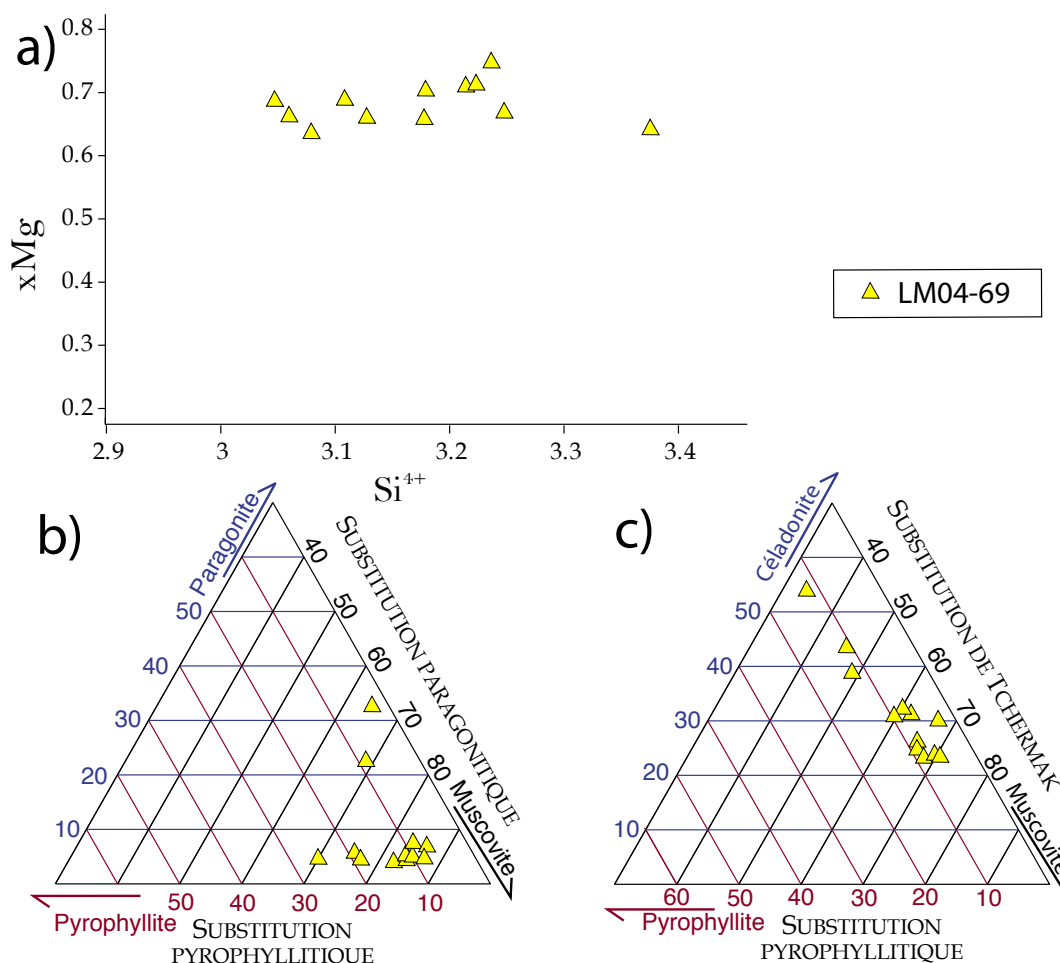 a)
0.8
0.7
0.6
0.5
0.4
0.3
0.2
xMg
2.9 3 3.1 3.2 3.3 3.4
Si4+
LM04-69
b)
Paragonite
SUBSTITUTION PARAGONITIQUE
40
50
60
70
80
Muscovite
50
40
30
20
10
50 40 30 20 10
Pyrophyllite
SUBSTITUTION
PYROPHYLLITIOUE
c)
Céladonite
SUBSTITUTION DE TCHERMAK
40
50
60
70
80
Muscovite
50
40
30
20
10
60 50 40 30 20 10
Pyrophyllite
SUBSTITUTION
PYROPHYLLITIQUE